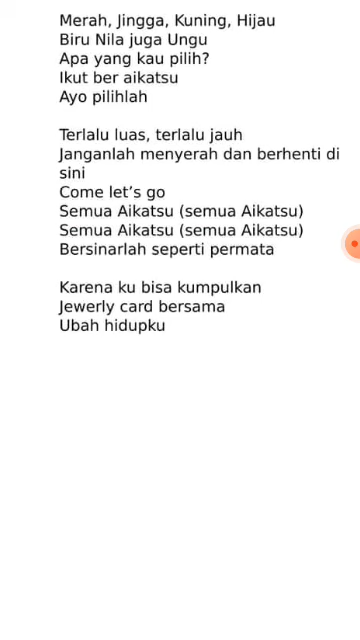 Merah, Jingga, Kuning, Hijau
Biru Nila juga Ungu
Apa yang kau pilih?
Ikut ber aikatsu
Ayo pilihlah
Terlalu luas, terlalu jauh
Janganlah menyerah dan berhenti di
sini
Come let's go
Semua Aikatsu (semua Aikatsu)
Semua Aikatsu (semua Aikatsu)
Bersinarlah seperti permata
Karena ku bisa kumpulkan
Jewerly card bersama
Ubah hidupku